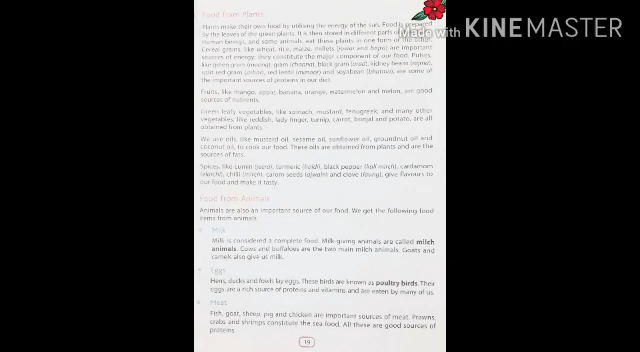 Made with
KINEMASTER
Food from Plants
Plants make their own food by utilising the energy of the sun. Food is prepared
by the leaves of the green plants. It is then stored in different parts of
Human beings, and some animals, eat these plants in one form or the other.
Cereal grains, like wheat, rice, maize, millets (jowar and bajra) are important
sources of energy; they constitute the major component of our food. Pulses,
like green gram (moong), gram (channa), black gram (urad), kidney beans (rajma),
split red gram (arhar), red lentil (masoor) and soyabean (bhatma), are some of
the important sources of proteins in our diet.
Fruits, like mango, apple, banana, orange, watermelon and melon, are good
sources of nutrients.
Green leafy vegetables, like spinach, mustard, fenugreek, and many other
vegetables, like reddish, lady finger, turnip, carrot, brinjal and potato, are all
obtained from plants.
We use oils, like mustard oil, sesame oil, sunflower oil, groundnut oil and
coconut oil, to cook our food. These oils are obtained from plants and are the
sources of fats.
Spices, like cumin (jeera), turmeric (haldi), black pepper (kali mirch), cardamom
(elaichi), chilli (mirch), carom seeds (ajwain) and clove (laung), give flavours to
our food and make it tasty.
Food from Animals
Animals are also an important source of our food. We get the following food
items from animals.
Milk
Milk is considered a complete food. Milk-giving animals are called milch
animals. Cows and buffaloes are the two main milch animals. Goats and
camels also give us milk.
Eggs
Hens, ducks and fowls lay eggs. These birds are known as poultry birds. Their
eggs are a rich source of proteins and vitamins and are eaten by many of us.
Meat
Fish, goat, sheep, pig and chicken are important sources of meat. Prawns,
crabs and shrimps constitute the sea food. All these are good sources of
proteins.
19